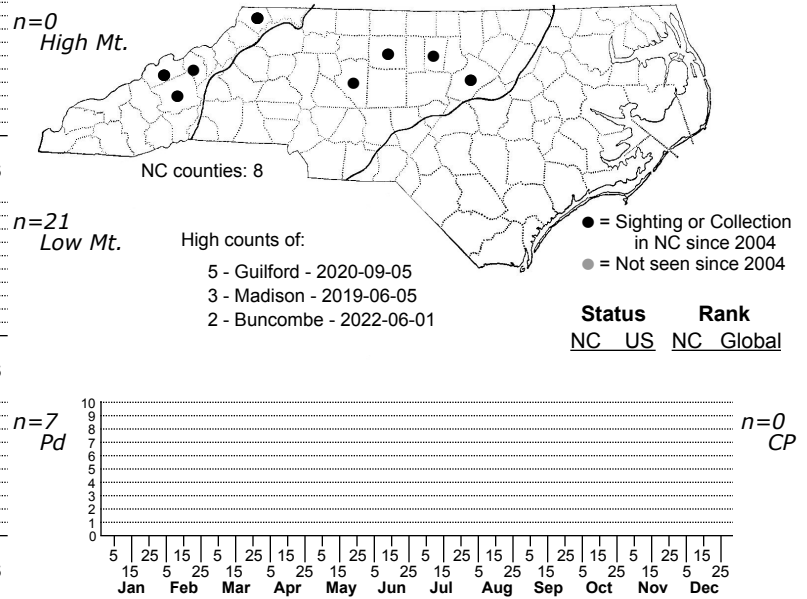 n=0
High Mt.
NC counties: 8
n=21
Low Mt.
High counts of:
5 - Guilford - 2020-09-05
3 - Madison - 2019-06-05
2 - Buncombe - 2022-06-01
= Sighting or Collection
in NC since 2004
= Not seen since 2004
Status Rank
NC US NC Global
n=7
Pd
10
9
8
7
6
5
4
3
2
1
0
n=0
CP
5 25 15 5 25 15 5 25 15 5 25 15 5 25 15 5 25 15
15 5 25 15 5 25 15 5 25 15 5 25 15 5 25 15 5 25
Jan Feb Mar Apr May Jun Jul Aug Sep Oct Nov Dec